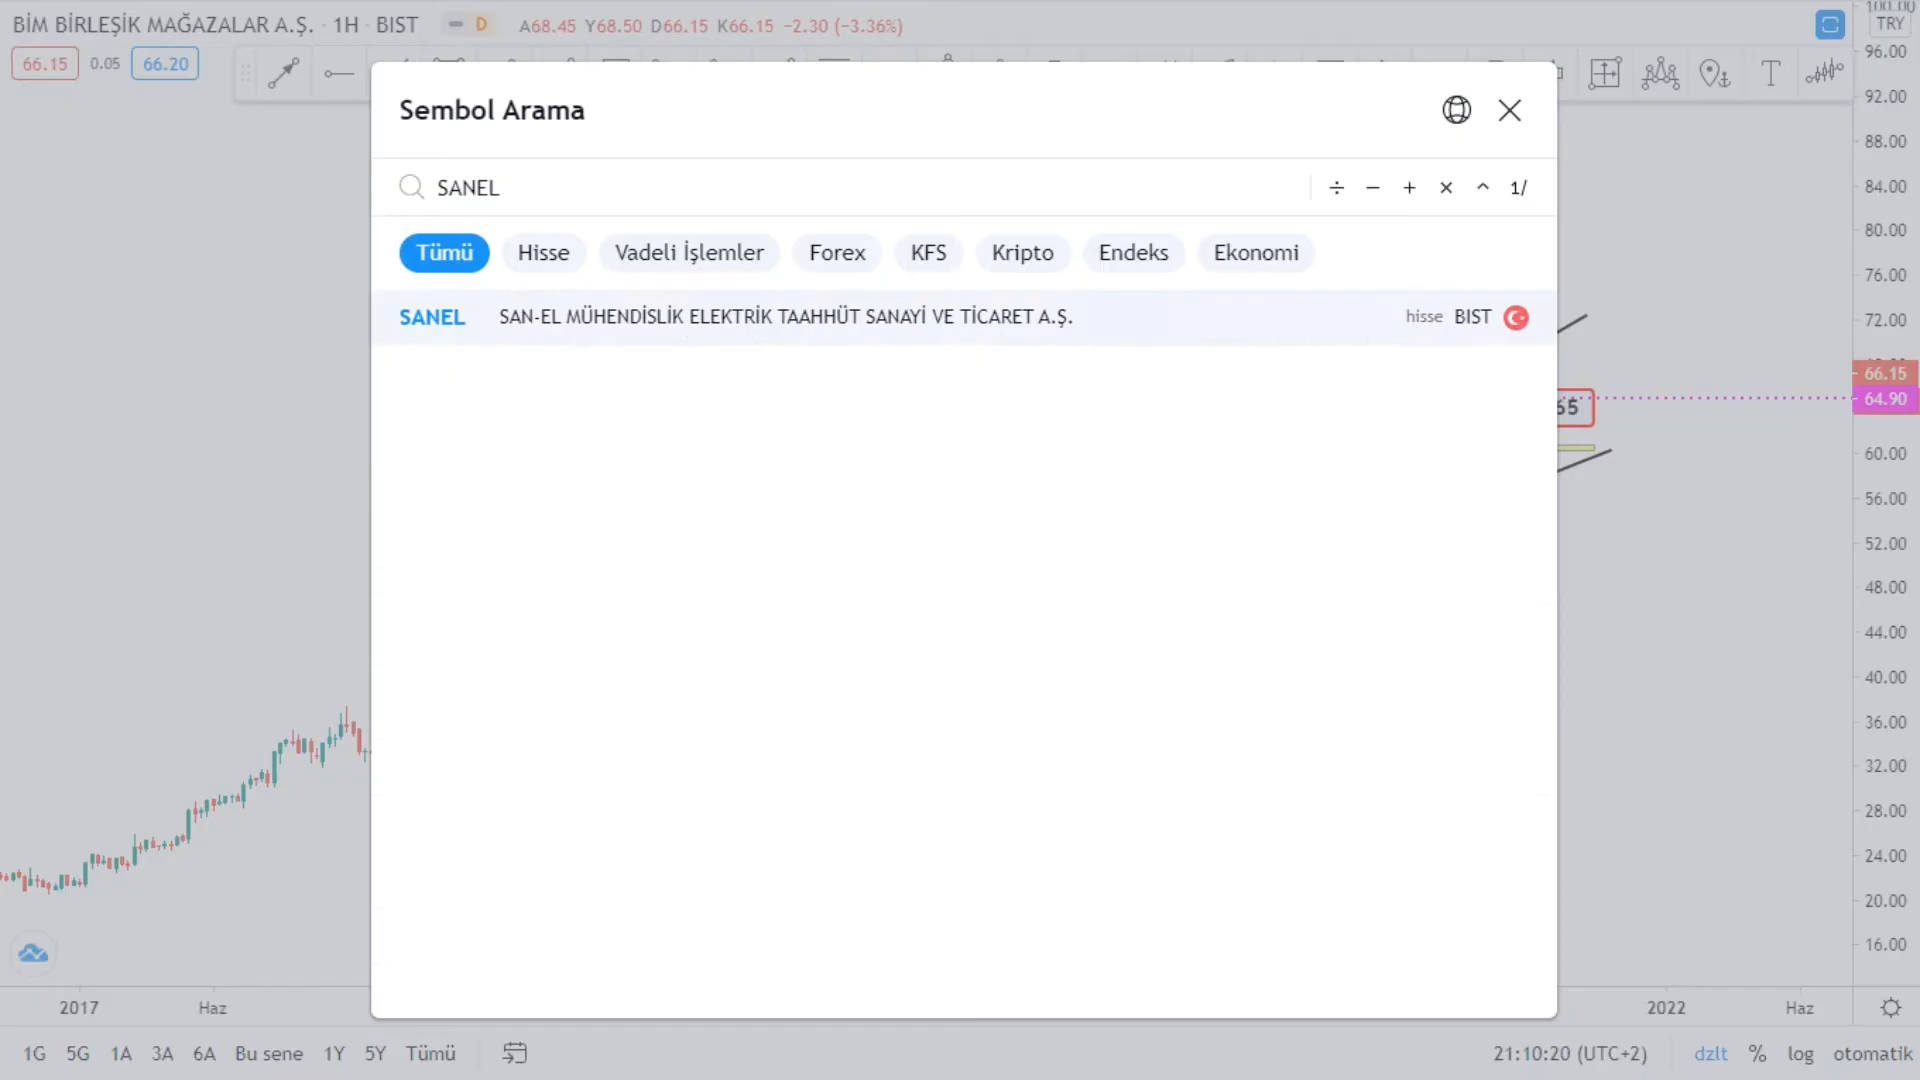 BİM BİRLEŞİK MAĞAZALAR A.Ş. · 1H · BIST D A68.45 Y68.50 D66.15 K66.15 −2.30 (−3.36%)
66.15 0.05 66.20
TRY
Sembol Arama
SANEL ÷ − + × ^ 1/
Tümü Hisse Vadeli İşlemler Forex KFS Kripto Endeks Ekonomi
SANEL SAN-EL MÜHENDİSLİK ELEKTRİK TAAHHÜT SANAYİ VE TİCARET A.Ş. hisse BIST
100.00
96.00
92.00
88.00
84.00
80.00
76.00
72.00
66.15
64.90
60.00
56.00
52.00
48.00
44.00
40.00
36.00
32.00
28.00
24.00
20.00
16.00
2017 Haz 2022 Haz
1G 5G 1A 3A 6A Bu sene 1Y 5Y Tümü 21:10:20 (UTC+2) dzlt % log otomatik